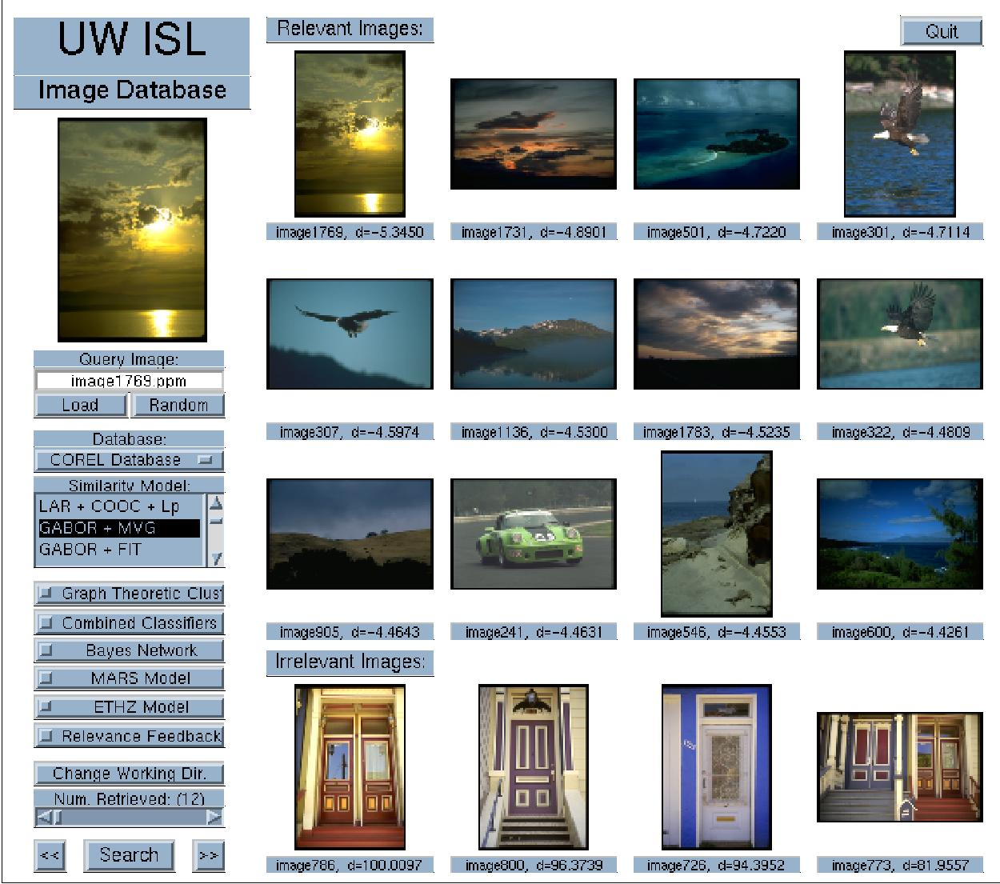 UW ISL
Image Database
Query Image:
image1769.ppm
Load Random
Database:
COREL Database
Similarity Model:
LAR + COOC + Lp
GABOR + MVG
GABOR + FIT
Graph Theoretic Clus
Combined Classifiers
Bayes Network
MARS Model
ETHZ Model
Relevance Feedback
Change Working Dir.
Num. Retrieved: (12)
<< Search >>
Relevant Images:
Quit
image1769, d=-5.3450 image1731, d=-4.8901 image501, d=-4.7220 image301, d=-4.7114
image307, d=-4.5974 image1136, d=-4.5300 image1783, d=-4.5235 image322, d=-4.4809
image905, d=-4.4643 image241, d=-4.4631 image546, d=-4.4553 image600, d=-4.4261
Irrelevant Images:
image786, d=100.0097 image800, d=96.3739 image726, d=94.3952 image773, d=81.9557